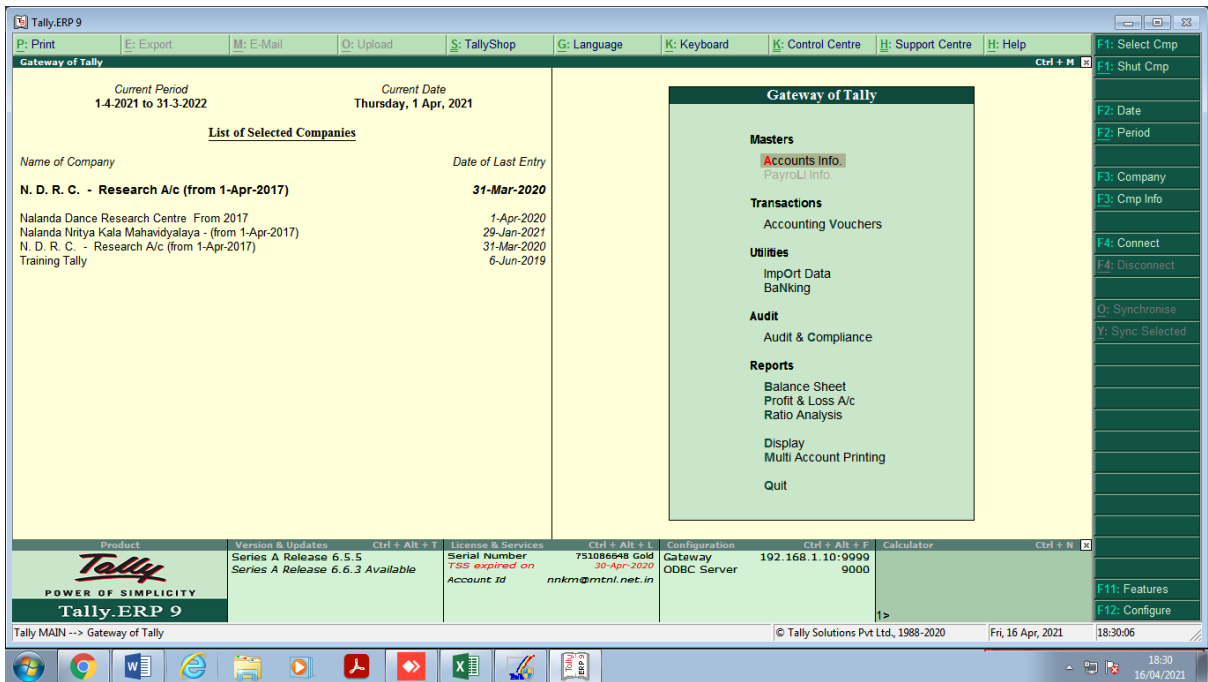 Tally.ERP 9
P: Print E: Export M: E-Mail O: Upload S: TallyShop G: Language K: Keyboard K: Control Centre H: Support Centre H: Help
Gateway of Tally Ctrl + M
Current Period Current Date
1-4-2021 to 31-3-2022 Thursday, 1 Apr, 2021
List of Selected Companies
Name of Company Date of Last Entry
N. D. R. C. - Research A/c (from 1-Apr-2017) 31-Mar-2020
Nalanda Dance Research Centre From 2017 1-Apr-2020
Nalanda Nritya Kala Mahavidyalaya - (from 1-Apr-2017) 29-Jan-2021
N. D. R. C. - Research A/c (from 1-Apr-2017) 31-Mar-2020
Training Tally 6-Jun-2019
Gateway of Tally
Masters
Accounts Info.
PayroLl Info.
Transactions
Accounting Vouchers
Utilities
ImpOrt Data
BaNking
Audit
Audit & Compliance
Reports
Balance Sheet
Profit & Loss A/c
Ratio Analysis
Display
Multi Account Printing
Quit
F1: Select Cmp
F1: Shut Cmp
F2: Date
F2: Period
F3: Company
F3: Cmp Info
F4: Connect
F4: Disconnect
O: Synchronise
Y: Sync Selected
F11: Features
F12: Configure
Product
Tally
POWER OF SIMPLICITY
Tally.ERP 9
Version & Updates Ctrl + Alt + T
Series A Release 6.5.5
Series A Release 6.6.3 Available
License & Services Ctrl + Alt + L
Serial Number 751086648 Gold
TSS expired on 30-Apr-2020
Account Id nnkm@mtnl.net.in
Configuration Ctrl + Alt + F
Gateway 192.168.1.10:9999
ODBC Server 9000
Calculator Ctrl + N
1>
Tally MAIN --> Gateway of Tally © Tally Solutions Pvt Ltd., 1988-2020 Fri, 16 Apr, 2021 18:30:06
18:30
16/04/2021